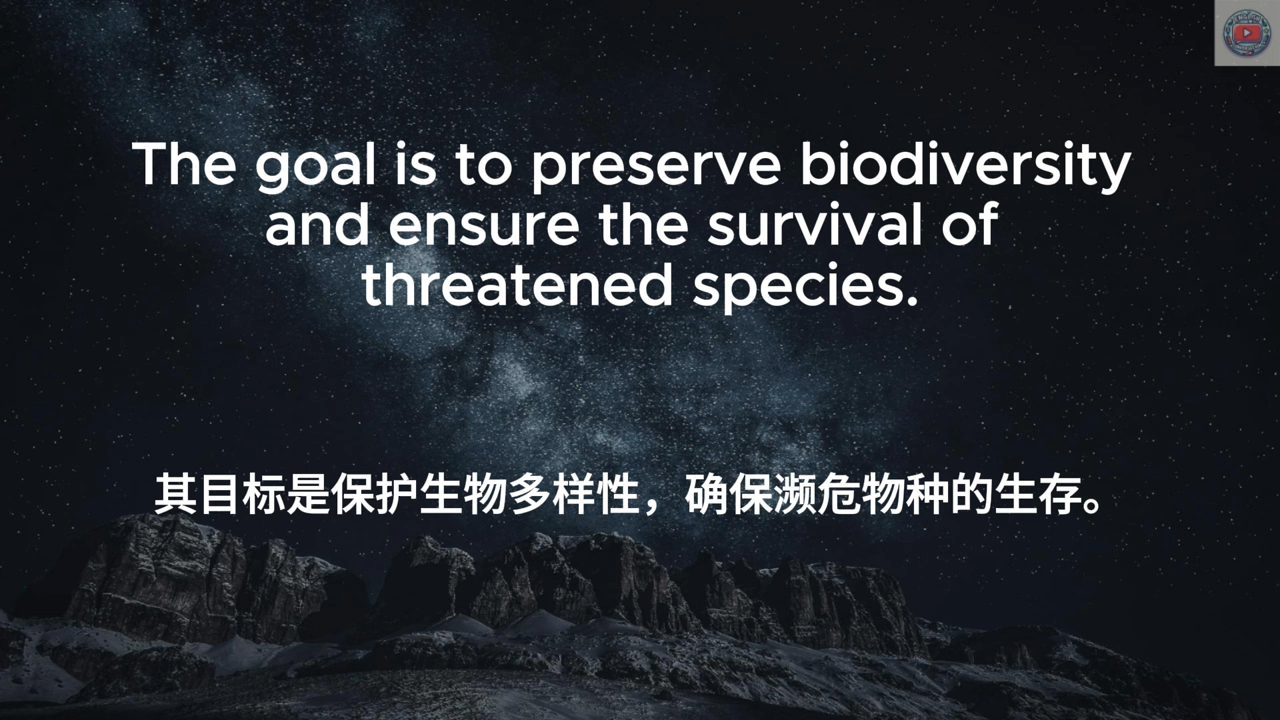 The goal is to preserve biodiversity
and ensure the survival of
threatened species.
其目标是保护生物多样性，确保濒危物种的生存。